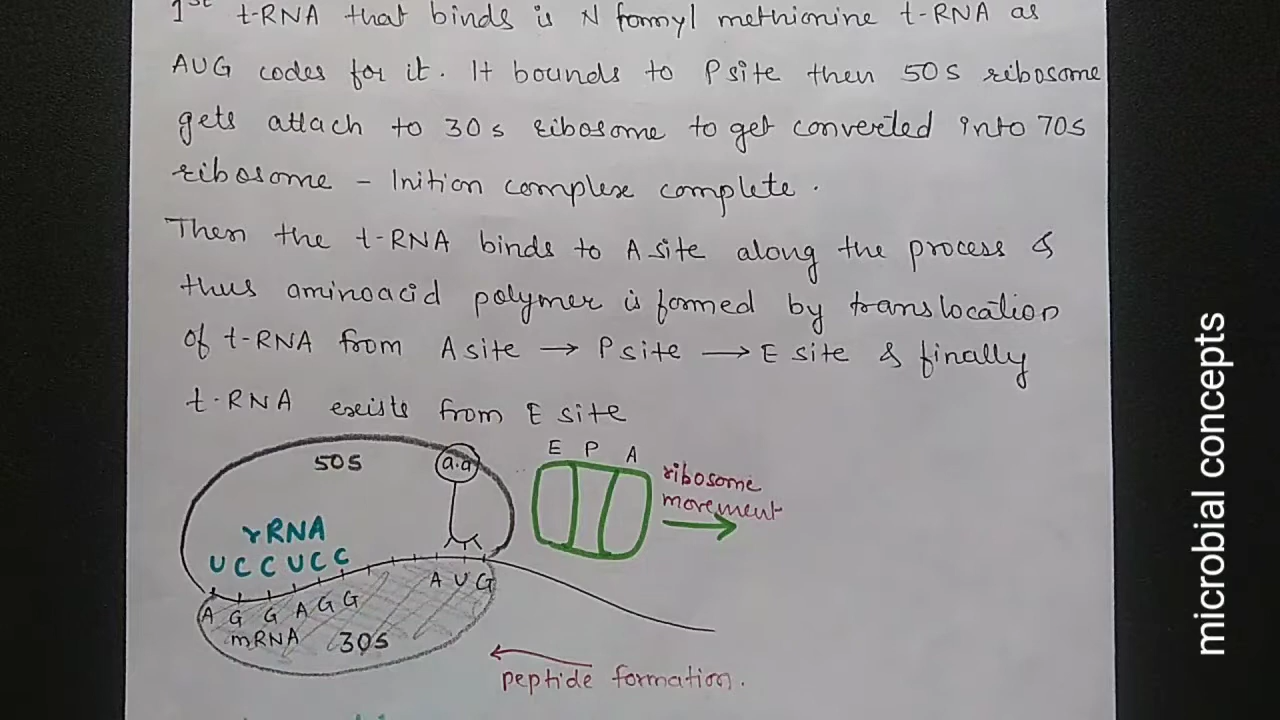 1st t-RNA that binds is N formyl methionine t-RNA as
AUG codes for it. It bounds to P site then 50S ribosome
gets attach to 30s ribosome to get converted into 70s
ribosome - Inition complex complete.
Then the t-RNA binds to A site along the process &
thus aminoacid polymer is formed by translocation
of t-RNA from A site → P site → E site & finally
t-RNA exists from E site
50S
a.a
E P A
ribosome
movement
rRNA
U C C U C C
A U G
A G G A G G
mRNA 30S
peptide formation.
microbial concepts